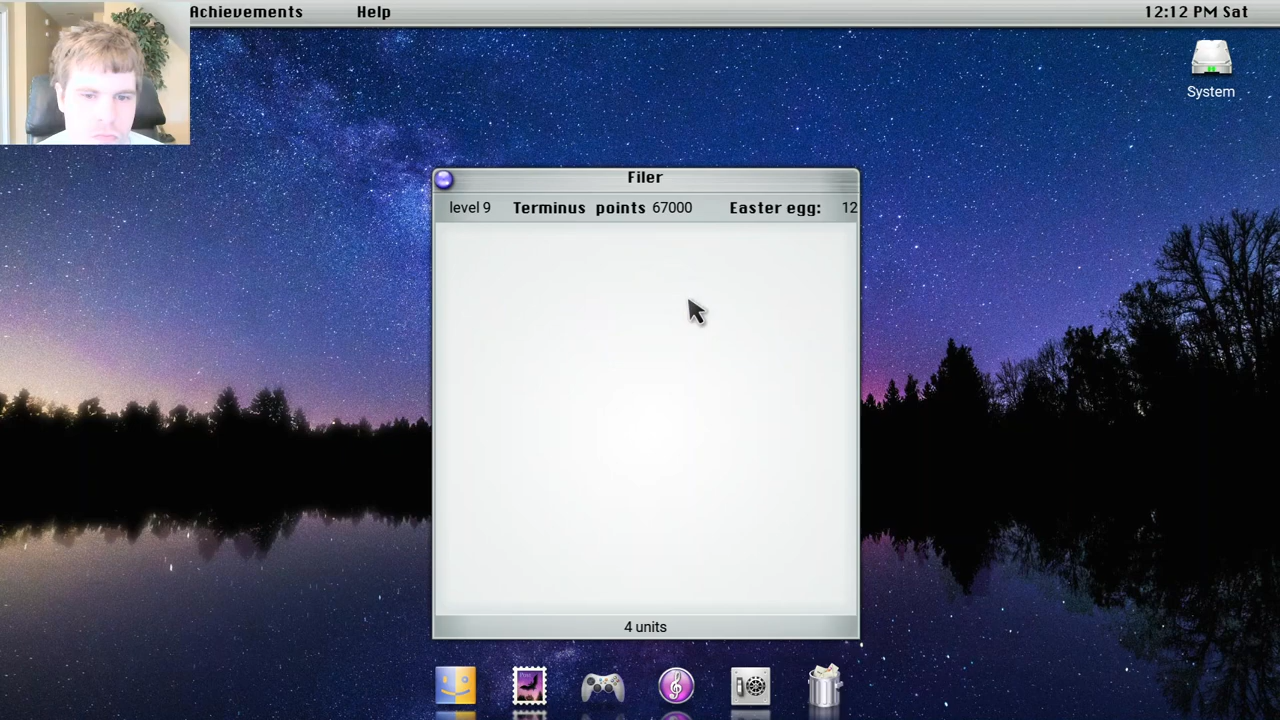 Achievements Help 12:12 PM Sat
System
Filer
level 9 Terminus points 67000 Easter egg: 12
4 units